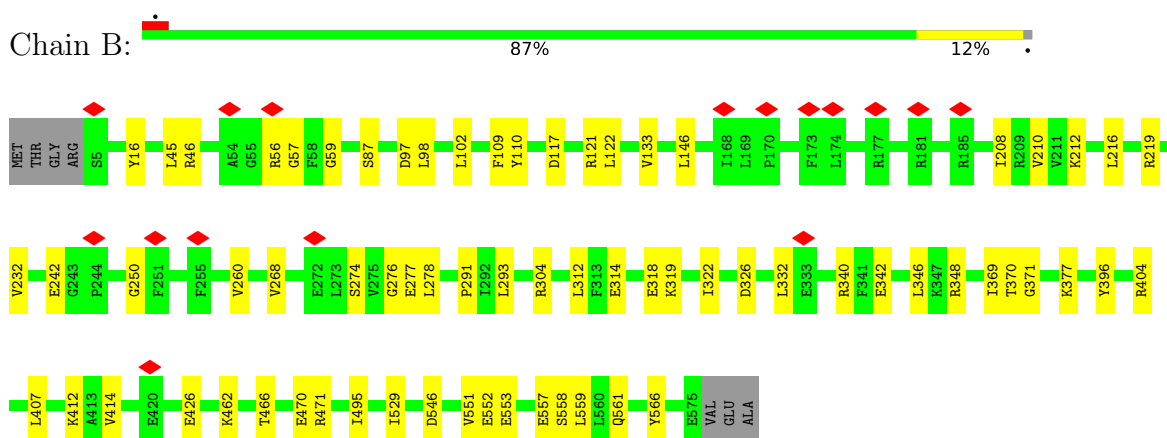 Chain B:
87%
12%
MET THR GLY ARG S5 Y16 L45 R46 A54 G55 R56 G57 F58 G59 S87 D97 L98 L102 F109 Y110 D117 R121 L122 V133 L146 I168 L169 P170 F173 L174 R177 R181 R185 I208 R209 V210 V211 K212 L216 R219
V232 E242 G243 P244 G250 F251 F255 V260 V268 E272 L273 S274 V275 G276 E277 L278 P291 I292 L293 R304 L312 F313 E314 E318 K319 I322 D326 L332 E333 R340 F341 E342 L346 K347 R348 I369 T370 G371 K377 Y396 R404
L407 K412 A413 V414 E420 E426 K462 T466 E470 R471 I495 I529 D546 V551 E552 E553 E557 S558 L559 L560 Q561 Y566 E575 VAL GLU ALA